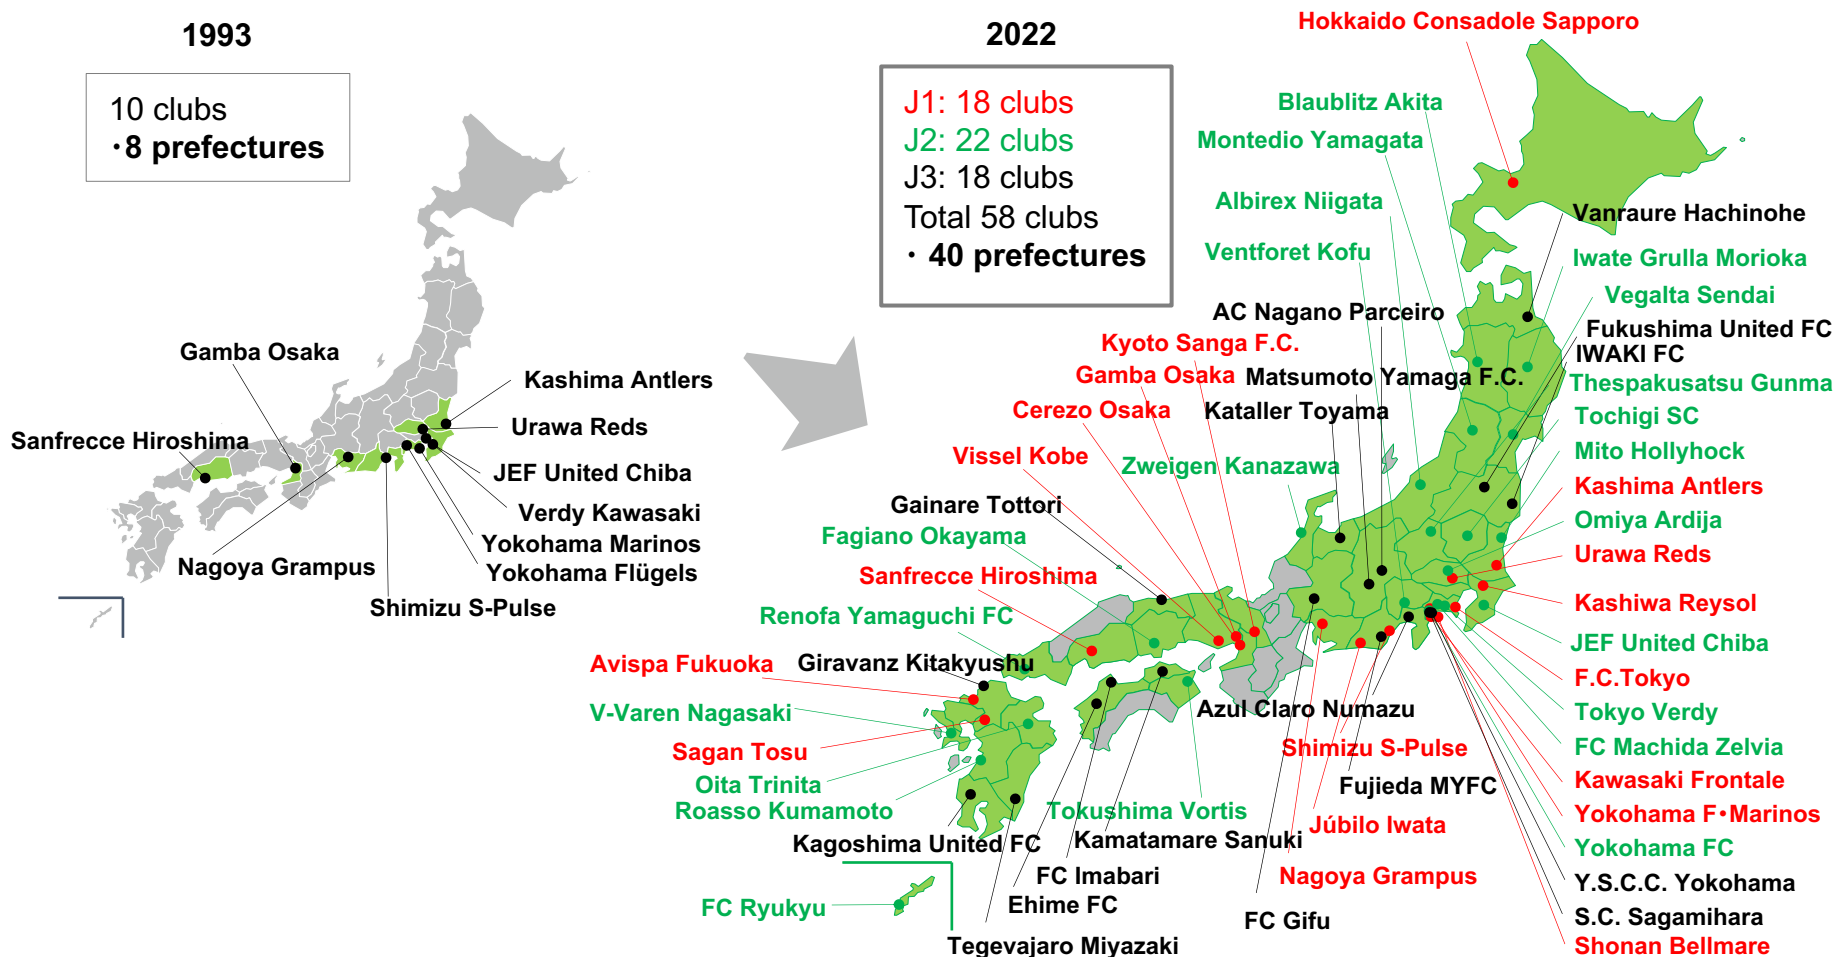 1993
10 clubs
・8 prefectures
Gamba Osaka
Kashima Antlers
Urawa Reds
Sanfrecce Hiroshima
JEF United Chiba
Verdy Kawasaki
Yokohama Marinos
Nagoya Grampus
Yokohama Flügels
Shimizu S-Pulse
2022
J1: 18 clubs
J2: 22 clubs
J3: 18 clubs
Total 58 clubs
・ 40 prefectures
Hokkaido Consadole Sapporo
Blaublitz Akita
Montedio Yamagata
Albirex Niigata
Vanraure Hachinohe
Ventforet Kofu
Iwate Grulla Morioka
Vegalta Sendai
AC Nagano Parceiro
Fukushima United FC
Kyoto Sanga F.C.
IWAKI FC
Gamba Osaka
Matsumoto Yamaga F.C.
Thespakusatsu Gunma
Cerezo Osaka
Kataller Toyama
Tochigi SC
Vissel Kobe
Zweigen Kanazawa
Mito Hollyhock
Kashima Antlers
Gainare Tottori
Omiya Ardija
Fagiano Okayama
Urawa Reds
Sanfrecce Hiroshima
Kashiwa Reysol
Renofa Yamaguchi FC
JEF United Chiba
Avispa Fukuoka
Giravanz Kitakyushu
F.C.Tokyo
V-Varen Nagasaki
Azul Claro Numazu
Tokyo Verdy
Sagan Tosu
Shimizu S-Pulse
FC Machida Zelvia
Oita Trinita
Fujieda MYFC
Kawasaki Frontale
Roasso Kumamoto
Tokushima Vortis
Júbilo Iwata
Yokohama F・Marinos
Kagoshima United FC
Kamatamare Sanuki
Yokohama FC
FC Imabari
Nagoya Grampus
Y.S.C.C. Yokohama
FC Ryukyu
Ehime FC
FC Gifu
S.C. Sagamihara
Tegevajaro Miyazaki
Shonan Bellmare